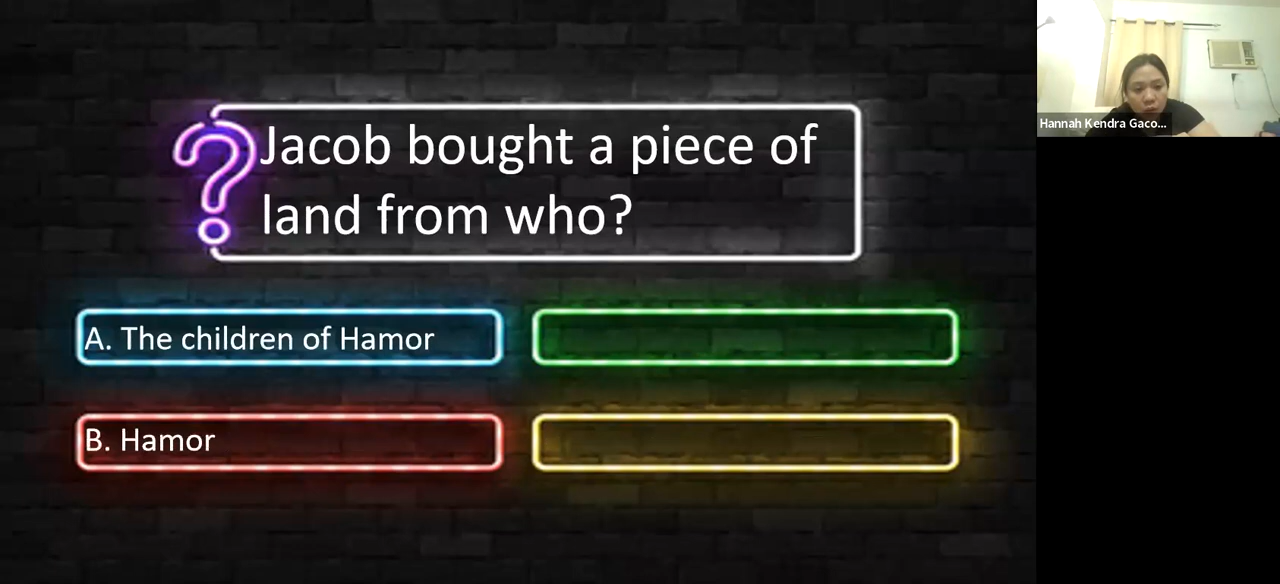 Jacob bought a piece of
land from who?
A. The children of Hamor
B. Hamor
Hannah Kendra Gaco...